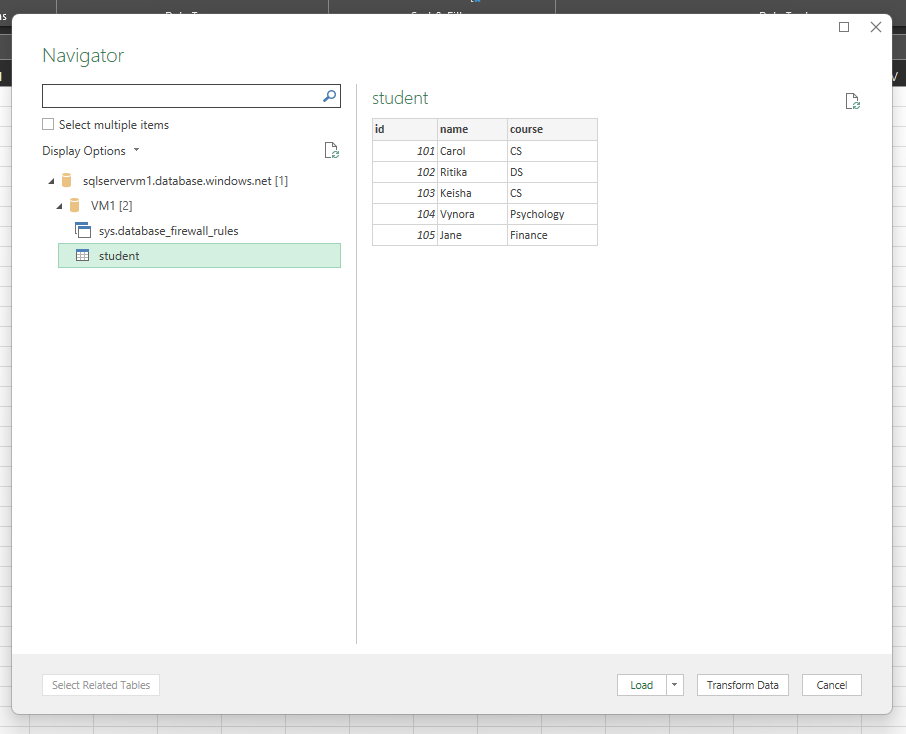 Navigator
Select multiple items
Display Options
sqlservervm1.database.windows.net [1]
VM1 [2]
sys.database_firewall_rules
student
student
id name course
101 Carol CS
102 Ritika DS
103 Keisha CS
104 Vynora Psychology
105 Jane Finance
Select Related Tables
Load
Transform Data
Cancel